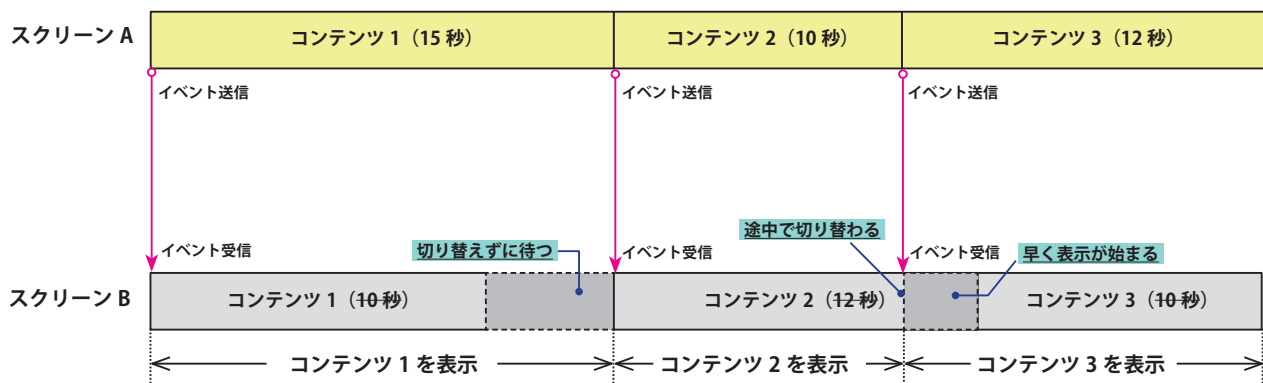 スクリーン A
コンテンツ 1（15 秒）
コンテンツ 2（10 秒）
コンテンツ 3（12 秒）
イベント送信
イベント送信
イベント送信
イベント受信
切り替えずに待つ
イベント受信
途中で切り替わる
イベント受信
早く表示が始まる
スクリーン B
コンテンツ 1（10 秒）
コンテンツ 2（12 秒）
コンテンツ 3（10 秒）
コンテンツ 1 を表示
コンテンツ 2 を表示
コンテンツ 3 を表示